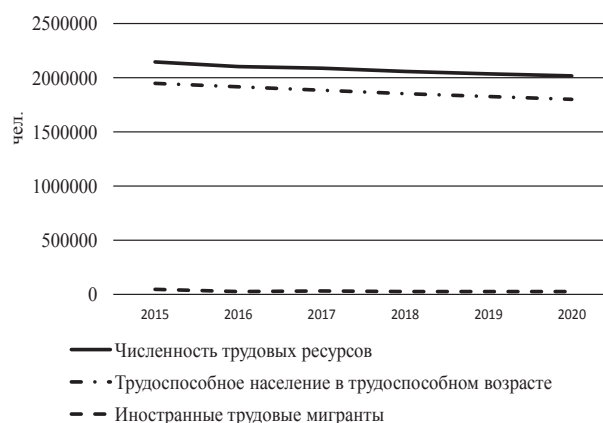 2500000
2000000
1500000
1000000
500000
0
чел.
2015 2016 2017 2018 2019 2020
Численность трудовых ресурсов
Трудоспособное население в трудоспособном возрасте
Иностранные трудовые мигранты